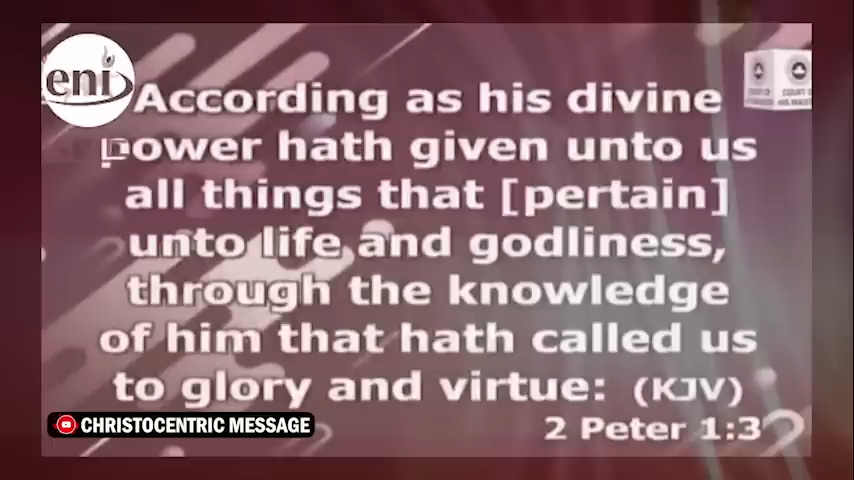 eni
According as his divine
power hath given unto us
all things that [pertain]
unto life and godliness,
through the knowledge
of him that hath called us
to glory and virtue: (KJV)
2 Peter 1:3
CHRISTOCENTRIC MESSAGE